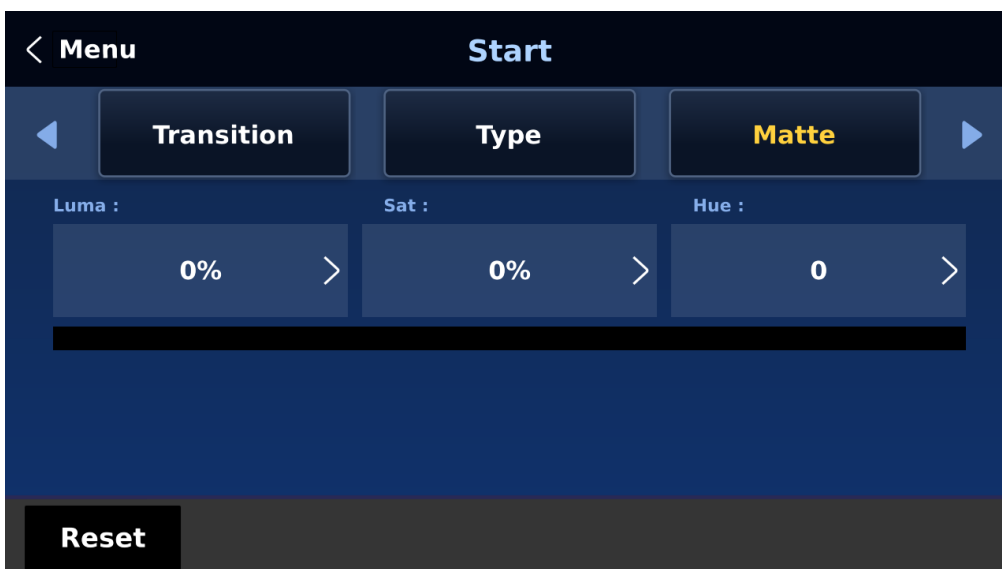 Menu
Start
Transition
Type
Matte
Luma :
Sat :
Hue :
0%
0%
0
Reset